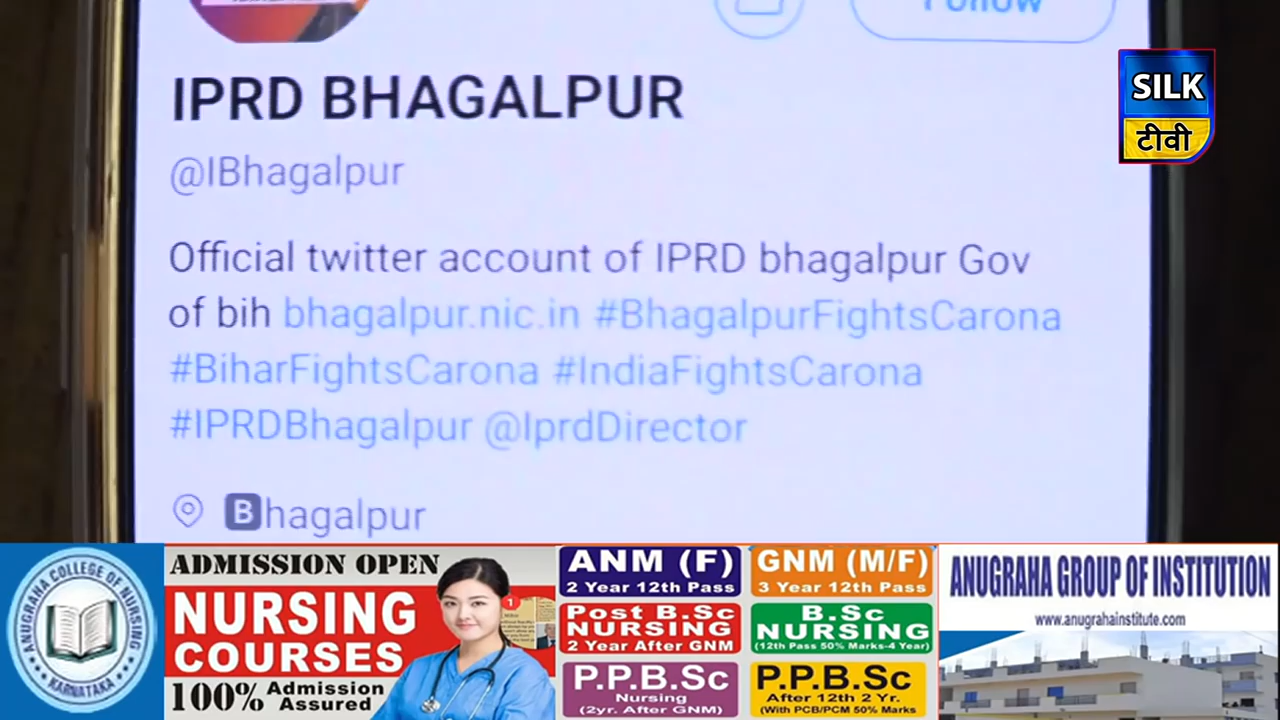 Follow
IPRD BHAGALPUR
@IBhagalpur
Official twitter account of IPRD bhagalpur Gov
of bih bhagalpur.nic.in #BhagalpurFightsCarona
#BiharFightsCarona #IndiaFightsCarona
#IPRDBhagalpur @IprdDirector
Bhagalpur
SILK
टीवी
ANUGRAHA COLLEGE OF NURSING
KARNATAKA
ADMISSION OPEN
NURSING
COURSES
100% Admission
Assured
ANM (F)
2 Year 12th Pass
GNM (M/F)
3 Year 12th Pass
Post B.Sc
NURSING
2 Year After GNM
B.Sc
NURSING
(12th Pass 50% Marks-4 Year)
P.P.B.Sc
Nursing
(2yr. After GNM)
P.P.B.Sc
After 12th 2 Yr.
(With PCB/PCM 50% Marks
ANUGRAHA GROUP OF INSTITUTION
www.anugrahainstitute.com